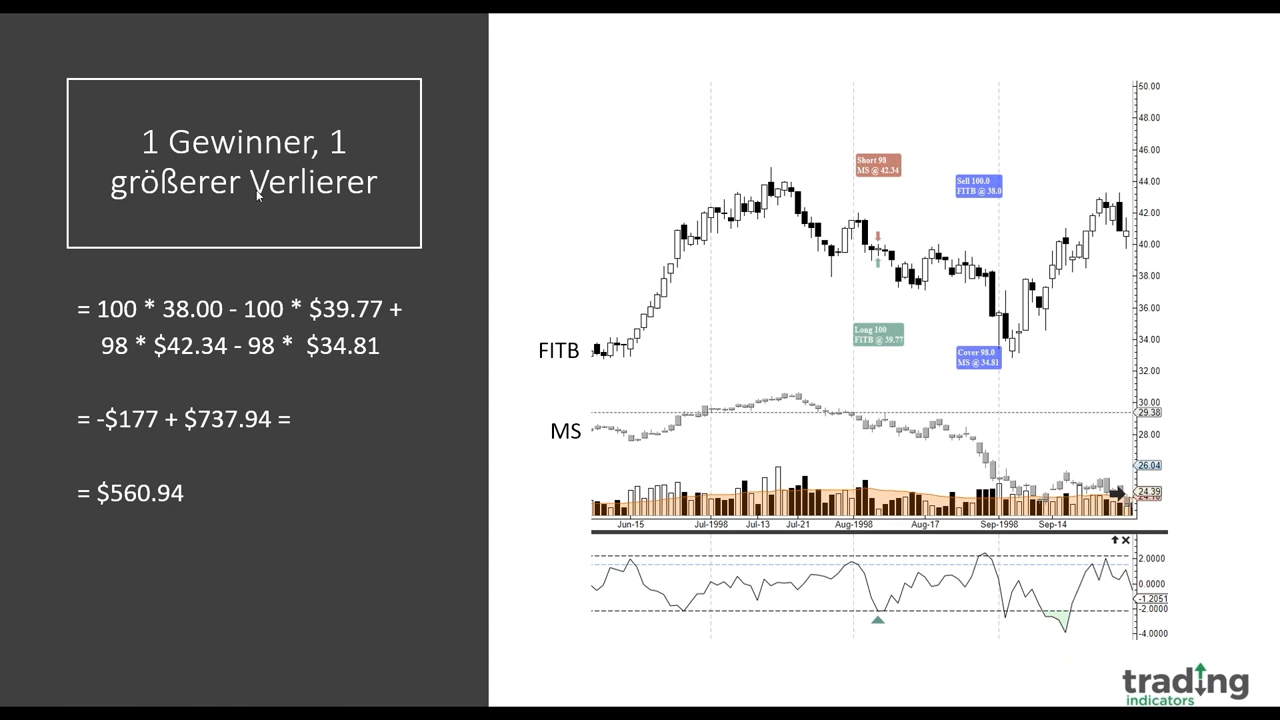 1 Gewinner, 1
größerer Verlierer
= 100 * 38.00 - 100 * $39.77 +
98 * $42.34 - 98 * $34.81
= -$177 + $737.94 =
= $560.94
FITB
MS
Short 98
MS @ 42.34
Sell 100.0
FITB @ 38.0
Long 100
FITB @ 39.77
Cover 98.0
MS @ 34.81
50.00
48.00
46.00
44.00
42.00
40.00
38.00
36.00
34.00
32.00
30.00
29.38
28.00
26.04
24.39
Jun-15 Jul-1998 Jul-13 Jul-21 Aug-1998 Aug-17 Sep-1998 Sep-14
2.0000
0.0000
-1.2051
-2.0000
-4.0000
trading
indicators